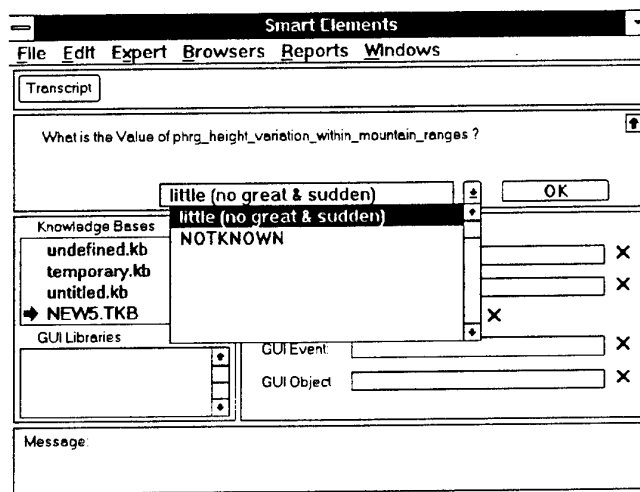 Smart Elements
File Edit Expert Browsers Reports Windows
Transcript
What is the Value of phrg_height_variation_within_mountain_ranges ?
little (no great & sudden)
OK
little (no great & sudden)
NOTKNOWN
Knowledge Bases
undefined.kb
temporary.kb
untitled.kb
NEW5.TKB
GUI Libraries
GUI Event:
GUI Object
Message: